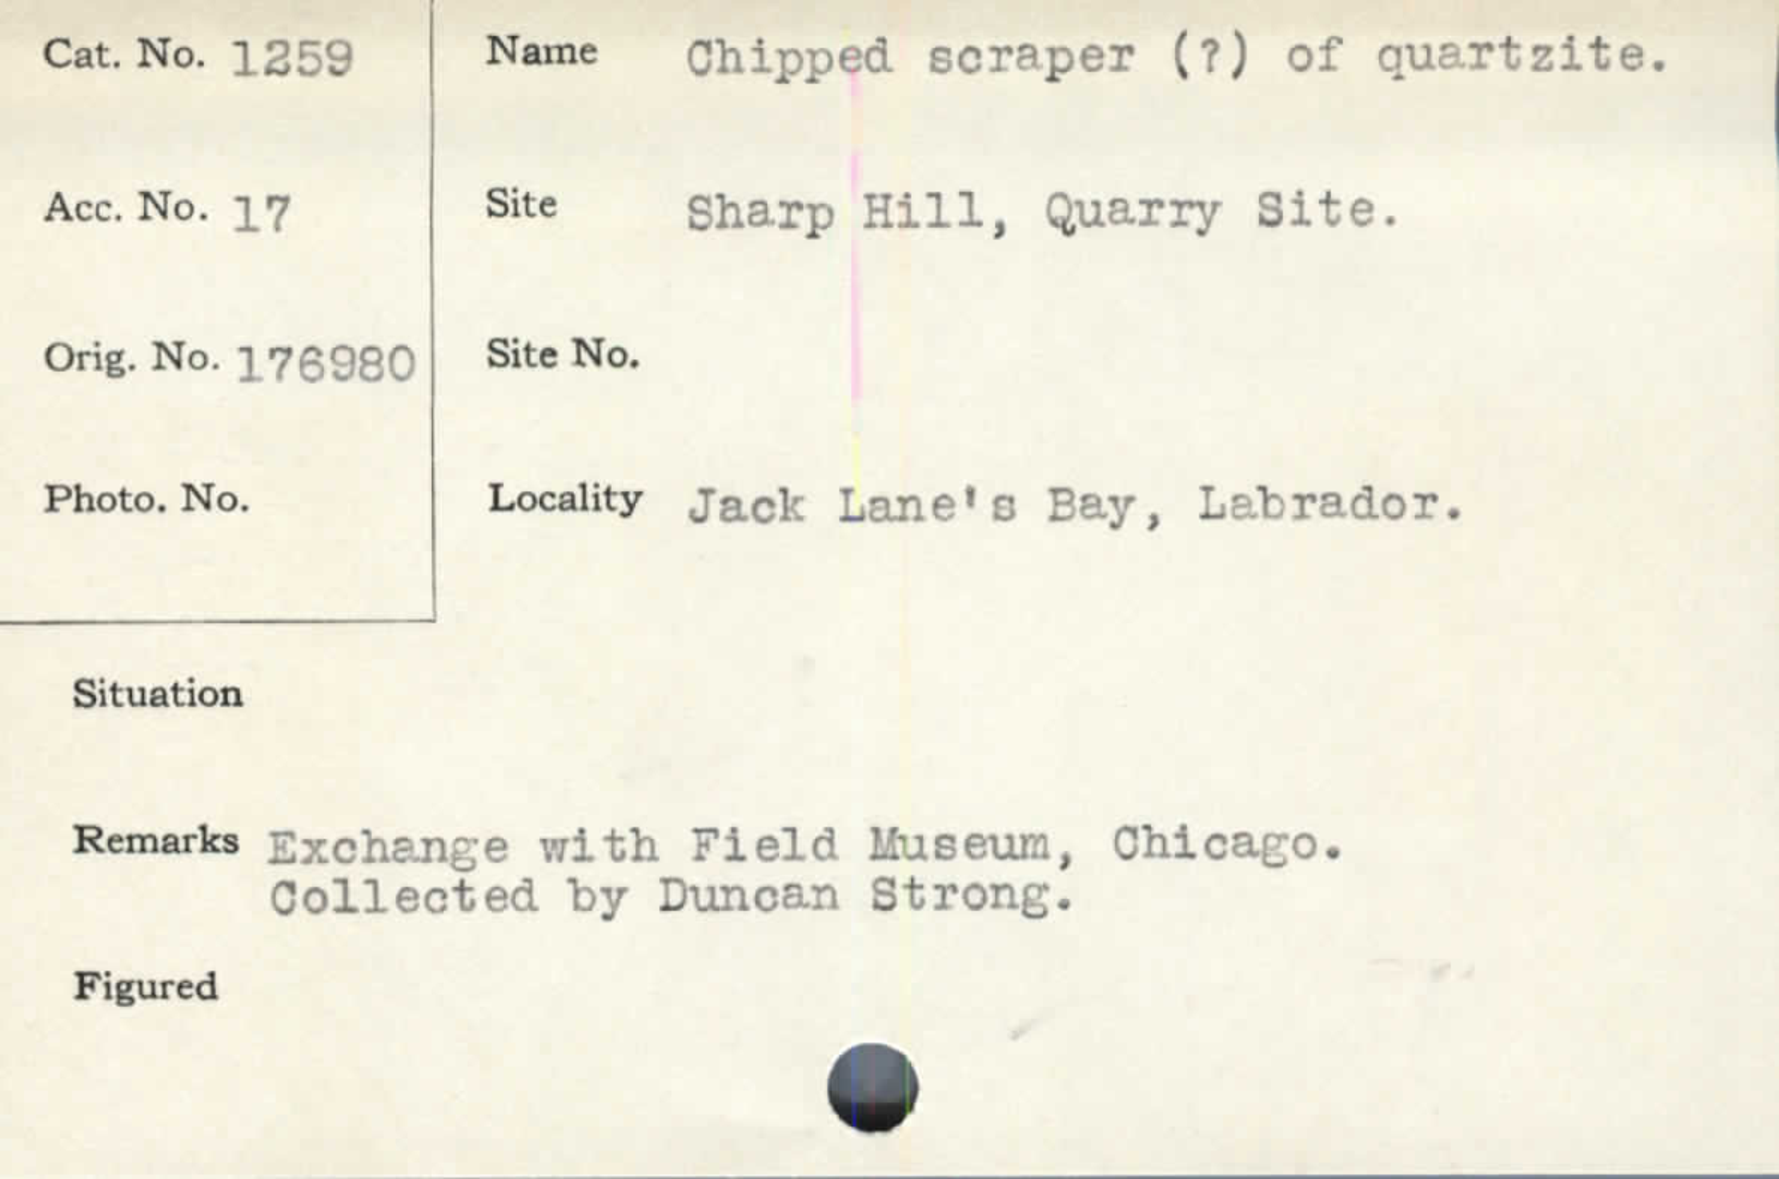 Cat. No. 1259
Name Chipped scraper (?) of quartzite.
Acc. No. 17
Site Sharp Hill, Quarry Site.
Orig. No. 176980
Site No.
Photo. No.
Locality Jack Lane's Bay, Labrador.
Situation
Remarks Exchange with Field Museum, Chicago.
Collected by Duncan Strong.
Figured